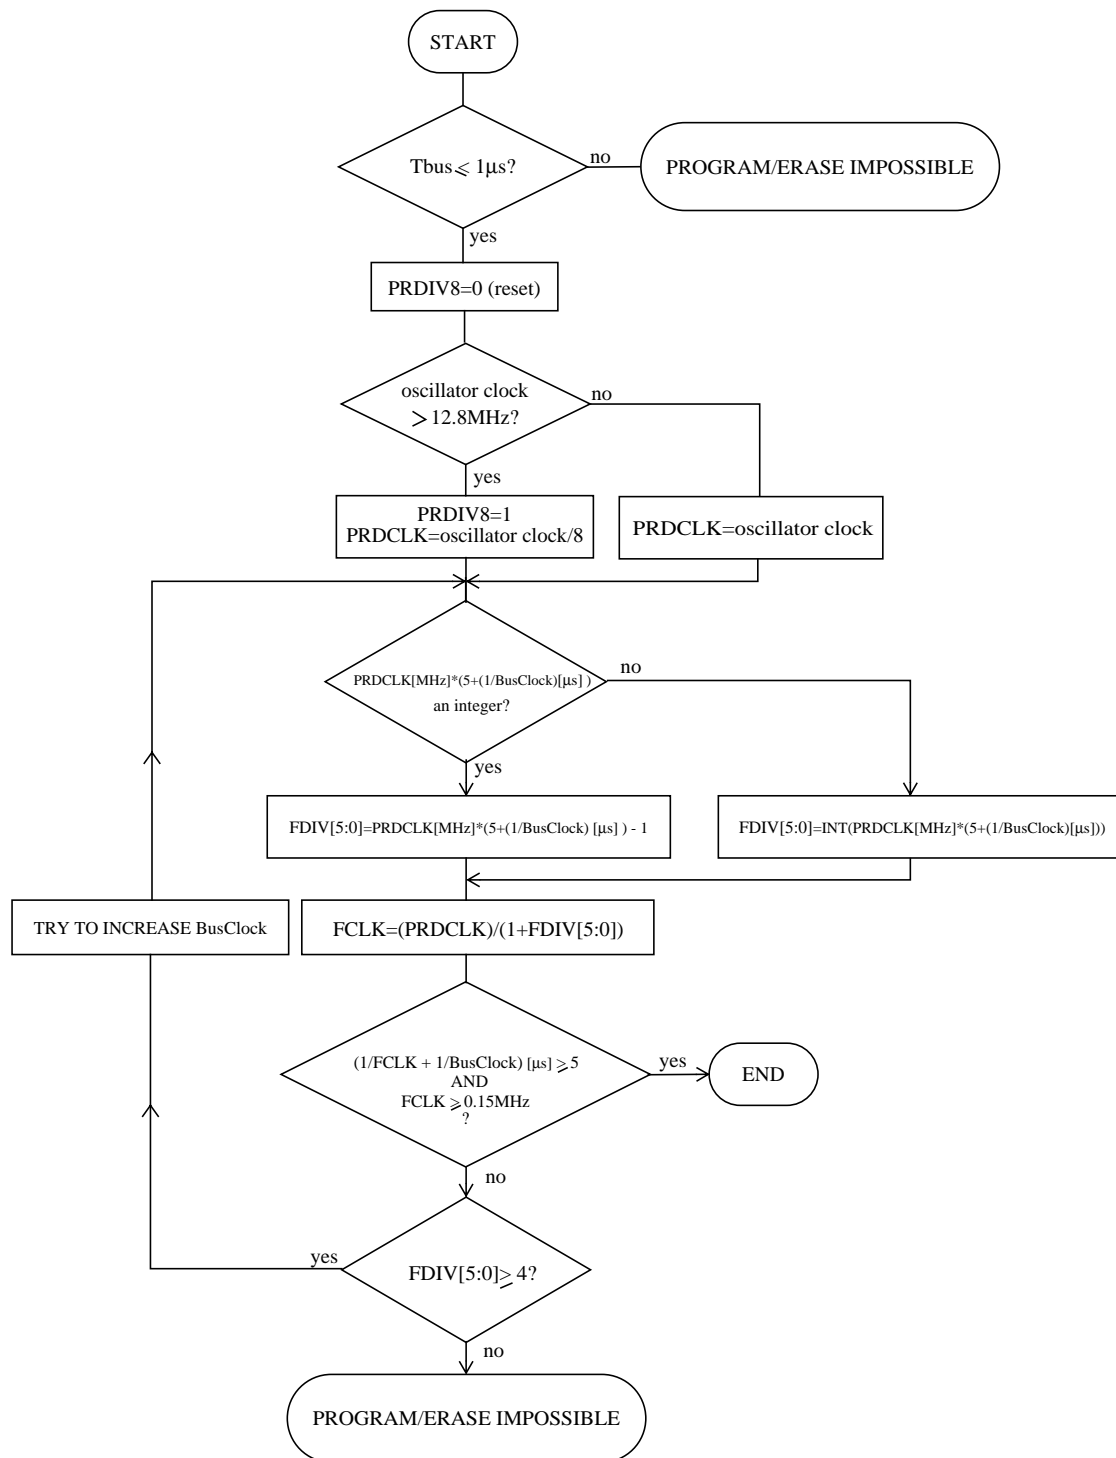 START
Tbus ⩽ 1μs?
no
PROGRAM/ERASE IMPOSSIBLE
yes
PRDIV8=0 (reset)
oscillator clock
> 12.8MHz?
no
yes
PRDIV8=1
PRDCLK=oscillator clock/8
PRDCLK=oscillator clock
PRDCLK[MHz]*(5+(1/BusClock)[μs] )
an integer?
no
yes
FDIV[5:0]=PRDCLK[MHz]*(5+(1/BusClock) [μs] ) - 1
FDIV[5:0]=INT(PRDCLK[MHz]*(5+(1/BusClock)[μs]))
TRY TO INCREASE BusClock
FCLK=(PRDCLK)/(1+FDIV[5:0])
(1/FCLK + 1/BusClock) [μs] ⩾ 5
AND
FCLK ⩾ 0.15MHz
?
yes
END
no
yes
FDIV[5:0]≥ 4?
no
PROGRAM/ERASE IMPOSSIBLE